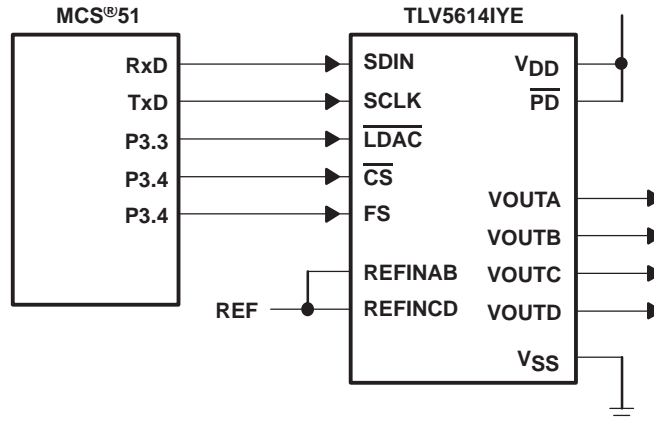 MCS®51
TLV5614IYE
RxD
TxD
P3.3
P3.4
P3.4
SDIN
SCLK
LDAC
CS
FS
REFINAB
REFINCD
REF
VDD
PD
VOUTA
VOUTB
VOUTC
VOUTD
VSS